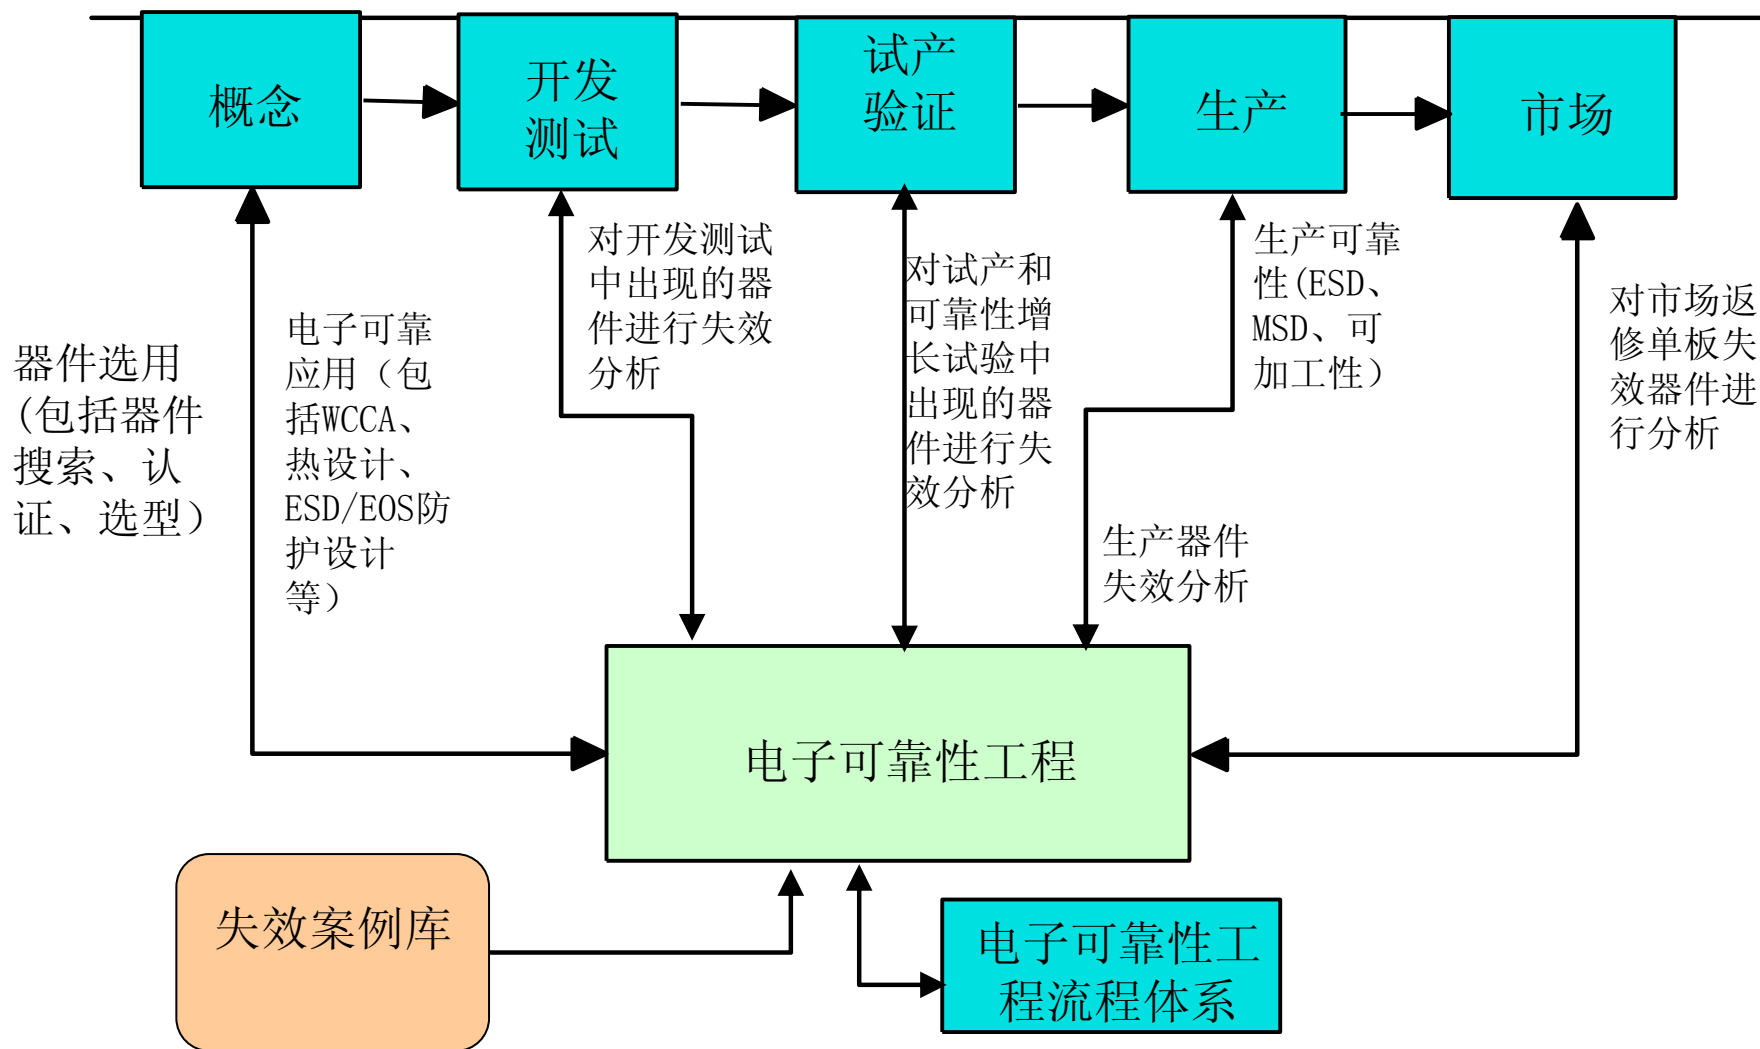 概念
开发
测试
试产
验证
生产
市场
器件选用
(包括器件
搜索、认
证、选型）
电子可靠
应用（包
括WCCA、
热设计、
ESD/EOS防
护设计
等）
对开发测试
中出现的器
件进行失效
分析
对试产和
可靠性增
长试验中
出现的器
件进行失
效分析
生产可靠
性(ESD、
MSD、可
加工性）
生产器件
失效分析
对市场返
修单板失
效器件进
行分析
电子可靠性工程
失效案例库
电子可靠性工
程流程体系